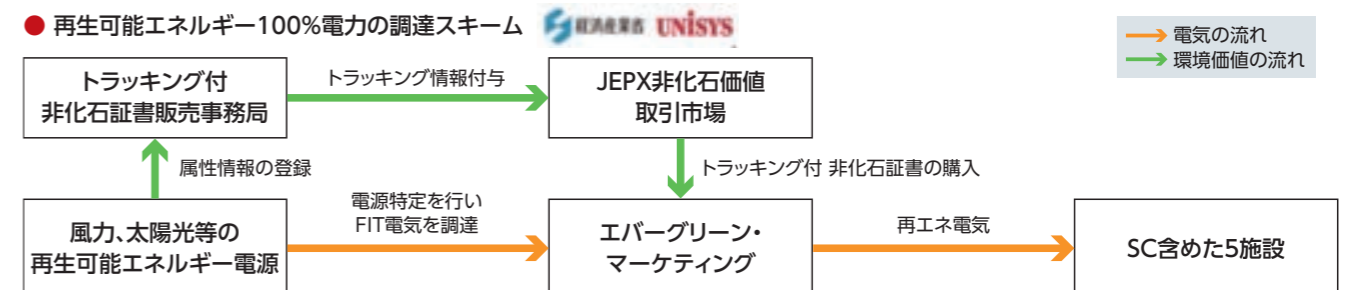 ● 再生可能エネルギー100%電力の調達スキーム
経済産業省 UNISYS
電気の流れ
環境価値の流れ
トラッキング付
非化石証書販売事務局
トラッキング情報付与
JEPX非化石価値
取引市場
属性情報の登録
トラッキング付 非化石証書の購入
風力、太陽光等の
再生可能エネルギー電源
電源特定を行い
FIT電気を調達
エバーグリーン・
マーケティング
再エネ電気
SC含めた5施設